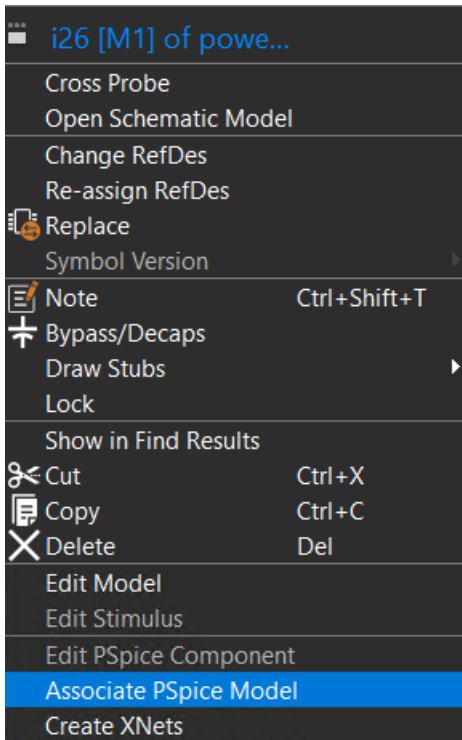 i26 [M1] of powe...
Cross Probe
Open Schematic Model
Change RefDes
Re-assign RefDes
Replace
Symbol Version
Note Ctrl+Shift+T
Bypass/Decaps
Draw Stubs
Lock
Show in Find Results
Cut Ctrl+X
Copy Ctrl+C
Delete Del
Edit Model
Edit Stimulus
Edit PSpice Component
Associate PSpice Model
Create XNets